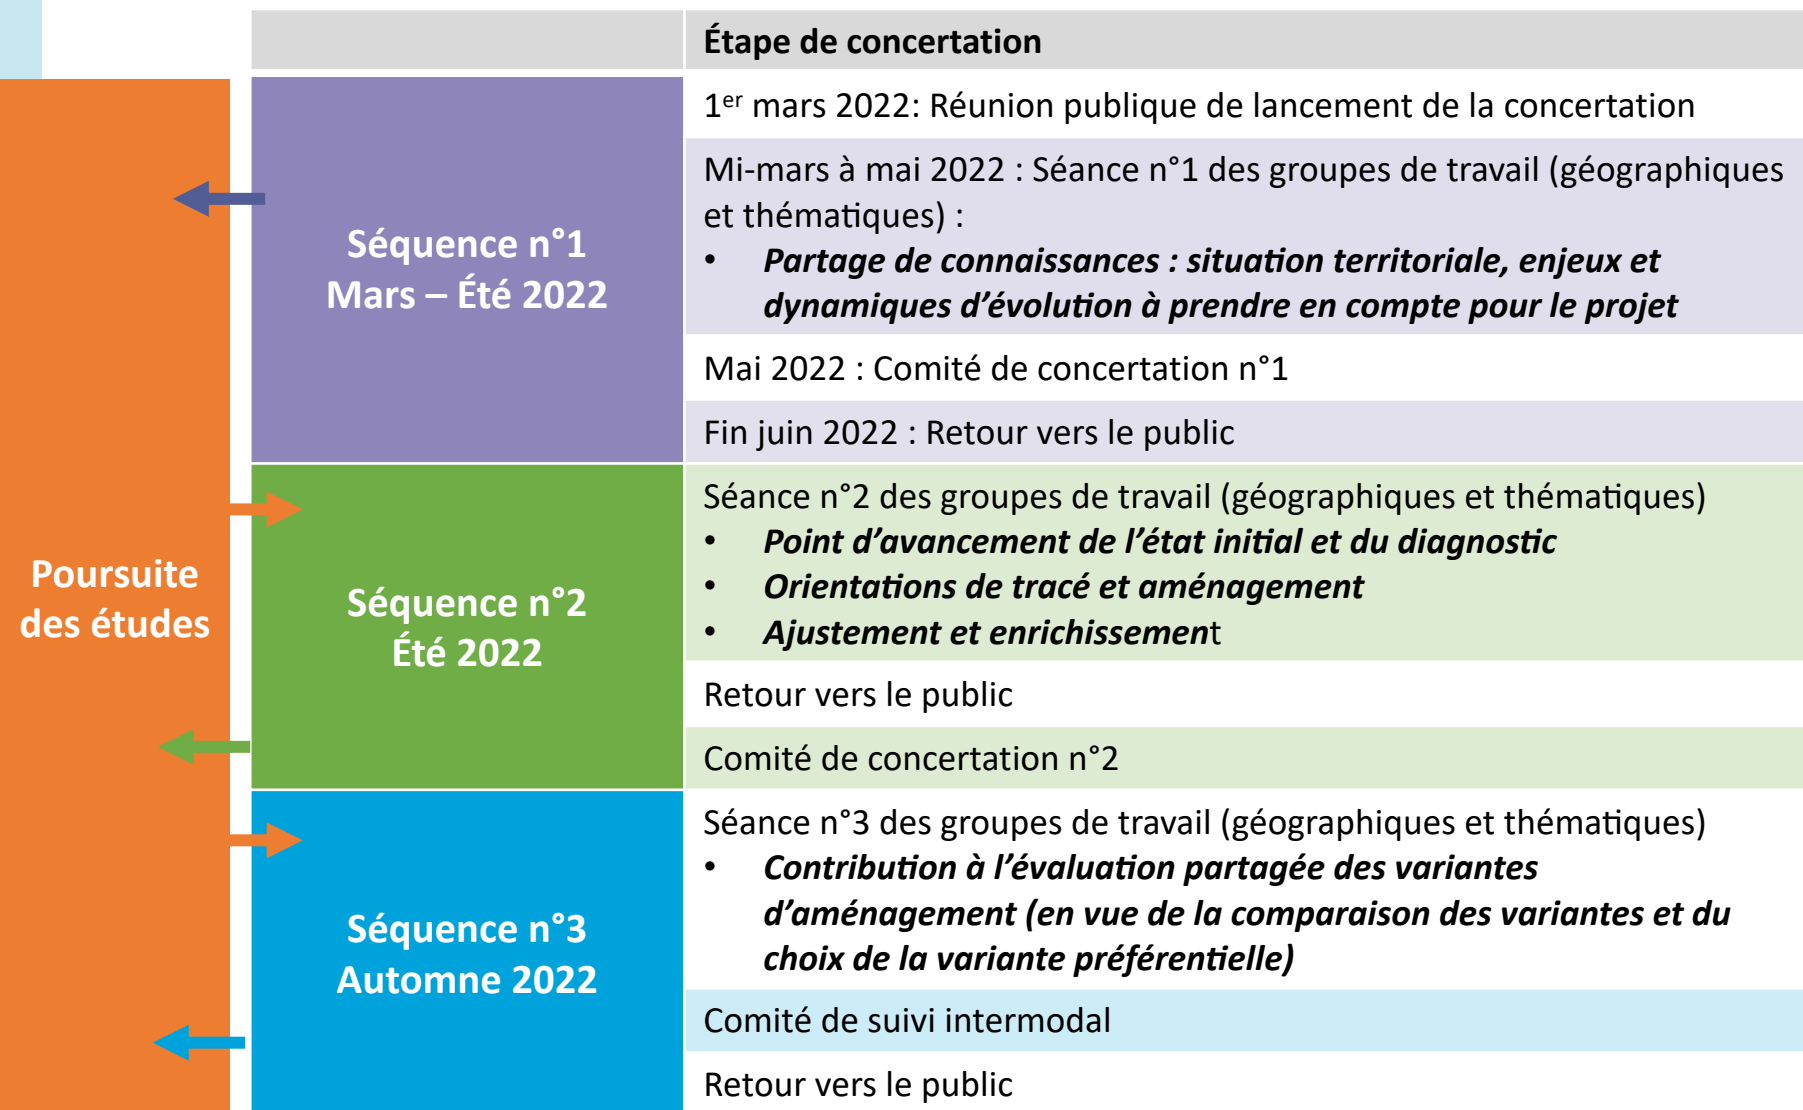 Étape de concertation
Poursuite
des études
Séquence n°1
Mars – Été 2022
1er mars 2022: Réunion publique de lancement de la concertation
Mi-mars à mai 2022 : Séance n°1 des groupes de travail (géographiques
et thématiques) :
• Partage de connaissances : situation territoriale, enjeux et
dynamiques d’évolution à prendre en compte pour le projet
Mai 2022 : Comité de concertation n°1
Fin juin 2022 : Retour vers le public
Séquence n°2
Été 2022
Séance n°2 des groupes de travail (géographiques et thématiques)
• Point d’avancement de l’état initial et du diagnostic
• Orientations de tracé et aménagement
• Ajustement et enrichissement
Retour vers le public
Comité de concertation n°2
Séquence n°3
Automne 2022
Séance n°3 des groupes de travail (géographiques et thématiques)
• Contribution à l’évaluation partagée des variantes
d’aménagement (en vue de la comparaison des variantes et du
choix de la variante préférentielle)
Comité de suivi intermodal
Retour vers le public